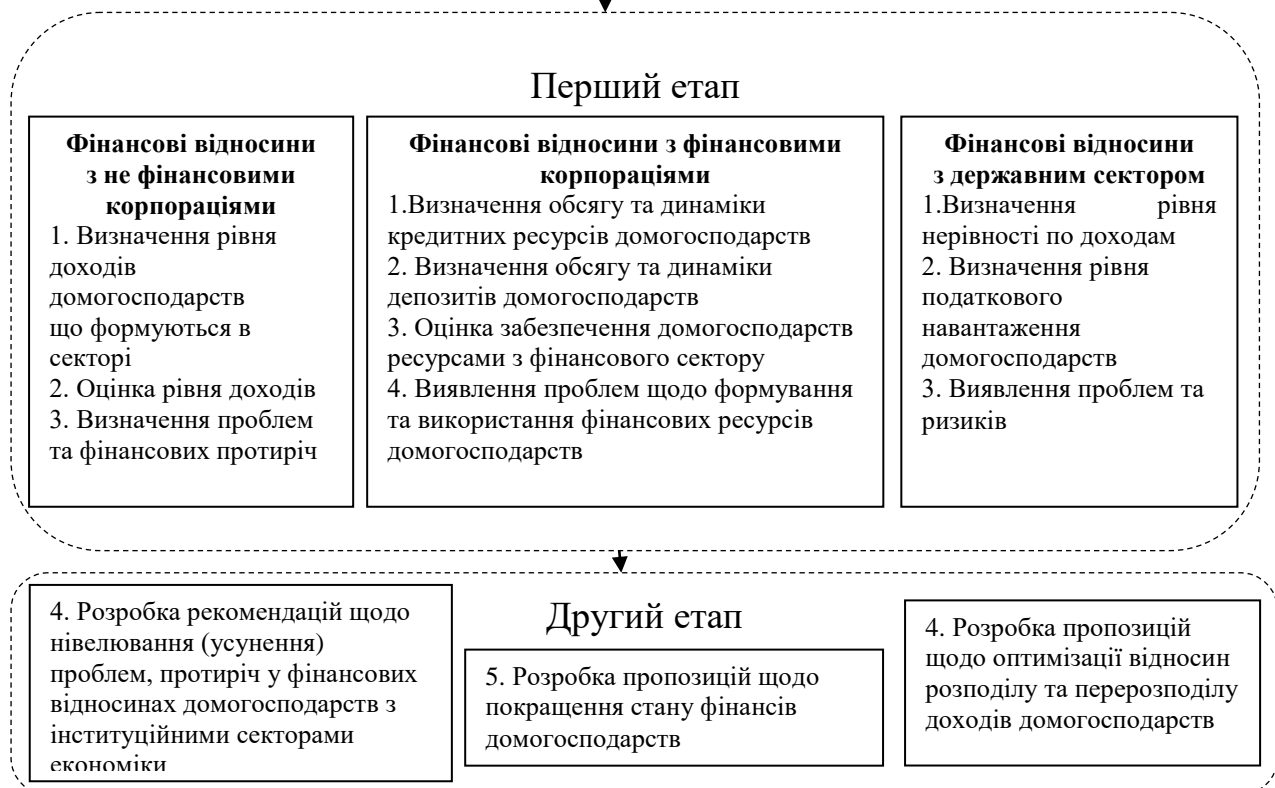 Перший етап
Фінансові відносини
з не фінансовими
корпораціями
1. Визначення рівня
доходів
домогосподарств
що формуються в
секторі
2. Оцінка рівня доходів
3. Визначення проблем
та фінансових протиріч
Фінансові відносини з фінансовими
корпораціями
1.Визначення обсягу та динаміки
кредитних ресурсів домогосподарств
2. Визначення обсягу та динаміки
депозитів домогосподарств
3. Оцінка забезпечення домогосподарств
ресурсами з фінансового сектору
4. Виявлення проблем щодо формування
та використання фінансових ресурсів
домогосподарств
Фінансові відносини
з державним сектором
1.Визначення рівня
нерівності по доходам
2. Визначення рівня
податкового
навантаження
домогосподарств
3. Виявлення проблем та
ризиків
Другий етап
4. Розробка рекомендацій щодо
нівелювання (усунення)
проблем, протиріч у фінансових
відносинах домогосподарств з
інституційними секторами
економіки
5. Розробка пропозицій щодо
покращення стану фінансів
домогосподарств
4. Розробка пропозицій
щодо оптимізації відносин
розподілу та перерозподілу
доходів домогосподарств